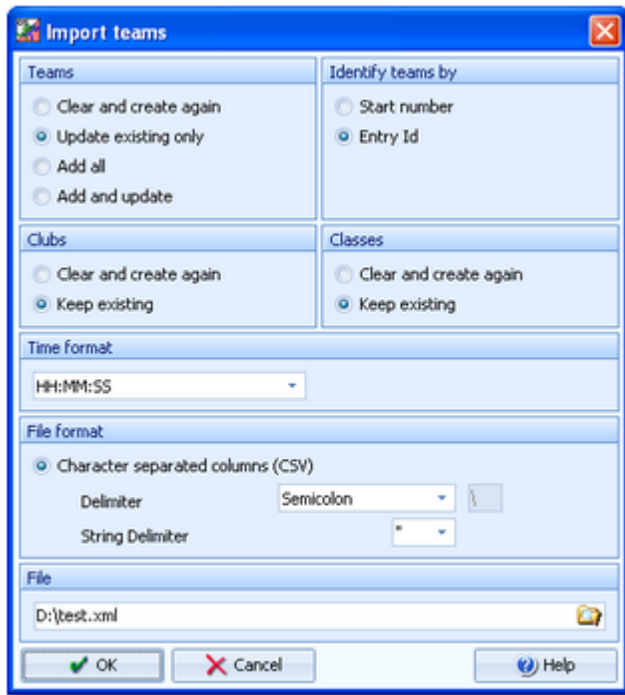 Import teams
Teams
Clear and create again
Update existing only
Add all
Add and update
Identify teams by
Start number
Entry Id
Clubs
Clear and create again
Keep existing
Classes
Clear and create again
Keep existing
Time format
HH:MM:SS
File format
Character separated columns (CSV)
Delimiter Semicolon \
String Delimiter "
File
D:\test.xml
OK Cancel Help